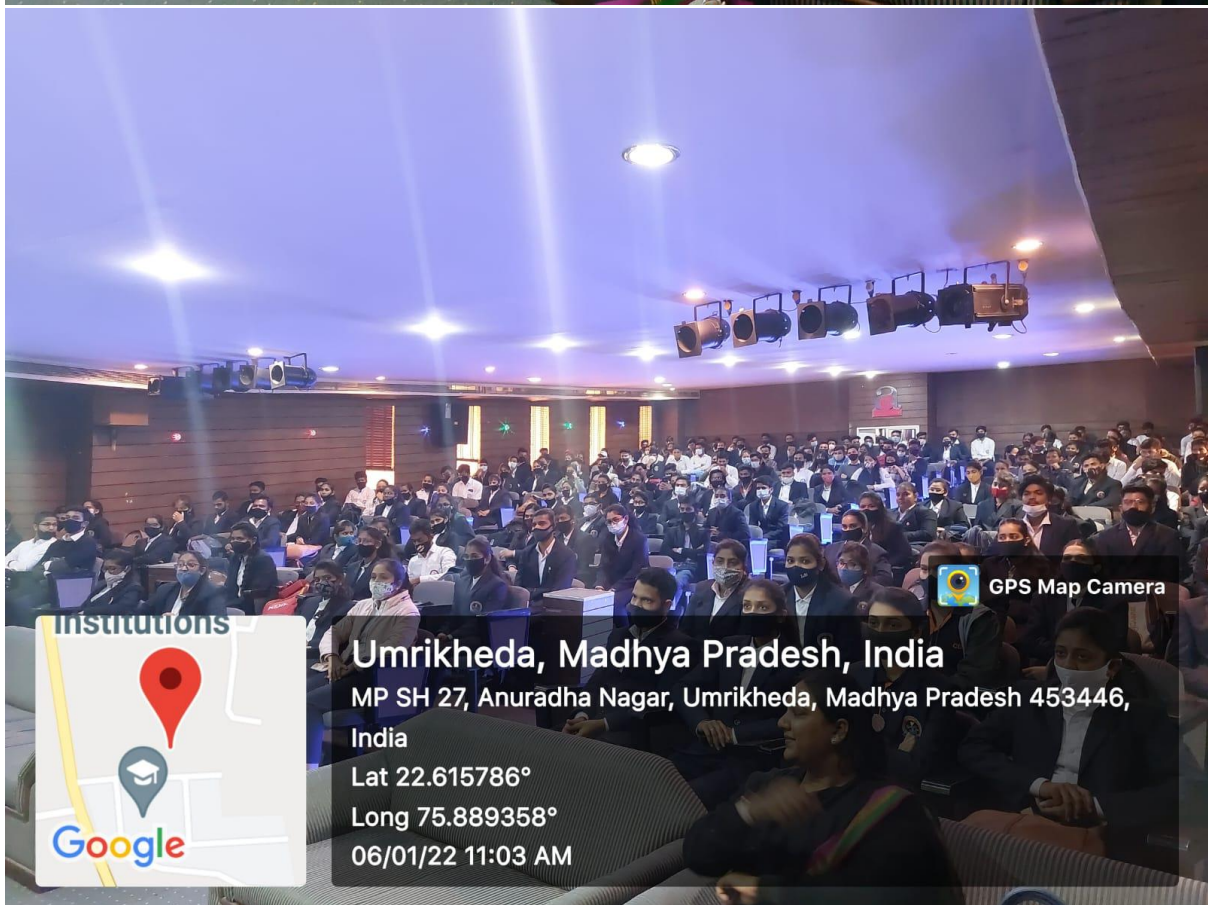 GPS Map Camera
Institutions
Google
Umrikheda, Madhya Pradesh, India
MP SH 27, Anuradha Nagar, Umrikheda, Madhya Pradesh 453446,
India
Lat 22.615786°
Long 75.889358°
06/01/22 11:03 AM